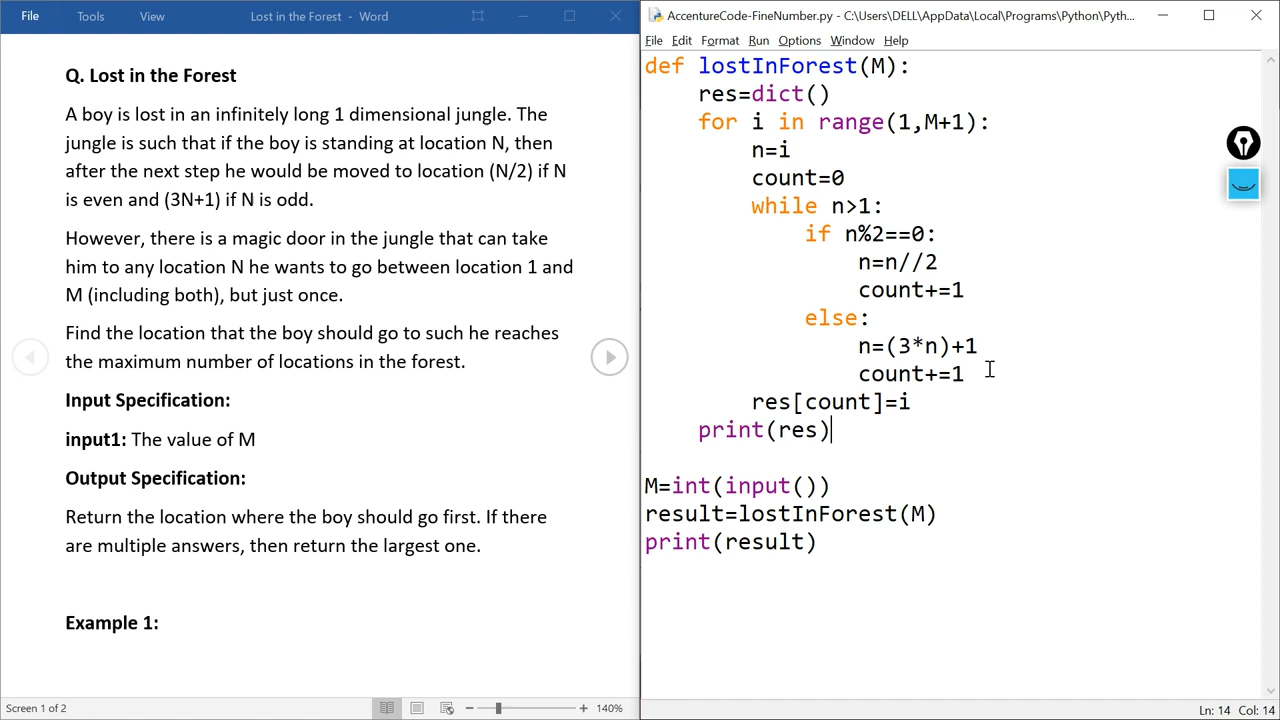 File Tools View Lost in the Forest - Word
Q. Lost in the Forest
A boy is lost in an infinitely long 1 dimensional jungle. The
jungle is such that if the boy is standing at location N, then
after the next step he would be moved to location (N/2) if N
is even and (3N+1) if N is odd.
However, there is a magic door in the jungle that can take
him to any location N he wants to go between location 1 and
M (including both), but just once.
Find the location that the boy should go to such he reaches
the maximum number of locations in the forest.
Input Specification:
input1: The value of M
Output Specification:
Return the location where the boy should go first. If there
are multiple answers, then return the largest one.
Example 1:
Screen 1 of 2 140%
AccentureCode-FineNumber.py - C:\Users\DELL\AppData\Local\Programs\Python\Pyth...
File Edit Format Run Options Window Help
def lostInForest(M):
    res=dict()
    for i in range(1,M+1):
        n=i
        count=0
        while n>1:
            if n%2==0:
                n=n//2
                count+=1
            else:
                n=(3*n)+1
                count+=1
        res[count]=i
    print(res)
M=int(input())
result=lostInForest(M)
print(result)
Ln: 14 Col: 14